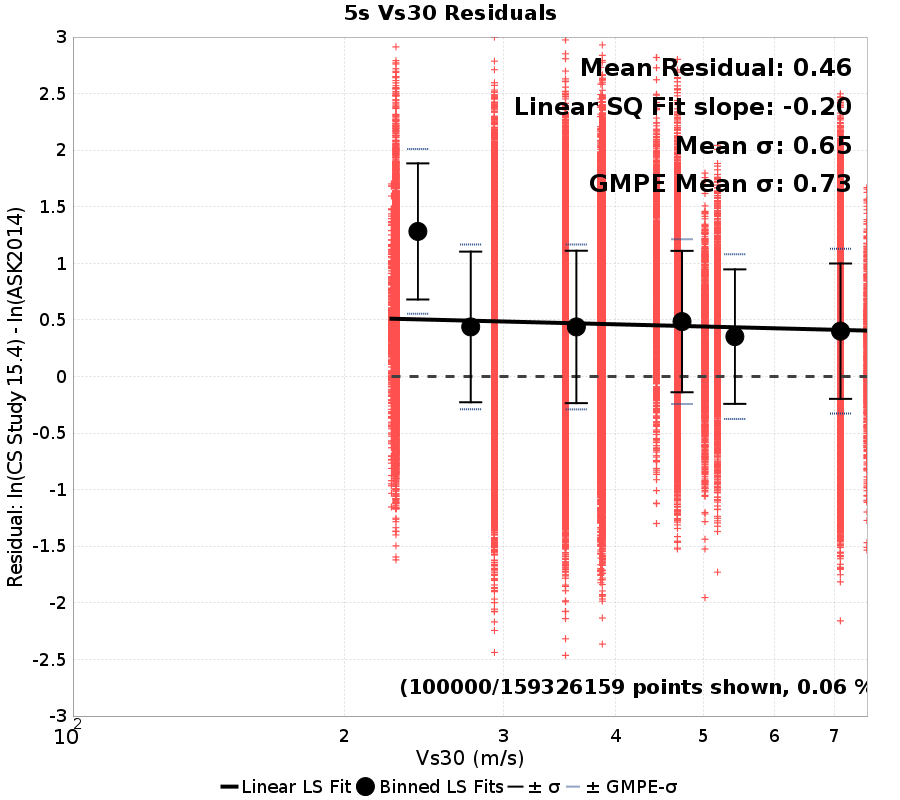 5s Vs30 Residuals
Mean Residual: 0.46
Linear SQ Fit slope: -0.20
Mean σ: 0.65
GMPE Mean σ: 0.73
Residual: ln(CS Study 15.4) - ln(ASK2014)
3
2.5
2
1.5
1
0.5
0
-0.5
-1
-1.5
-2
-2.5
-3
(100000/159326159 points shown, 0.06 %
10² 2 3 4 5 6 7
Vs30 (m/s)
Linear LS Fit Binned LS Fits ± σ ± GMPE-σ